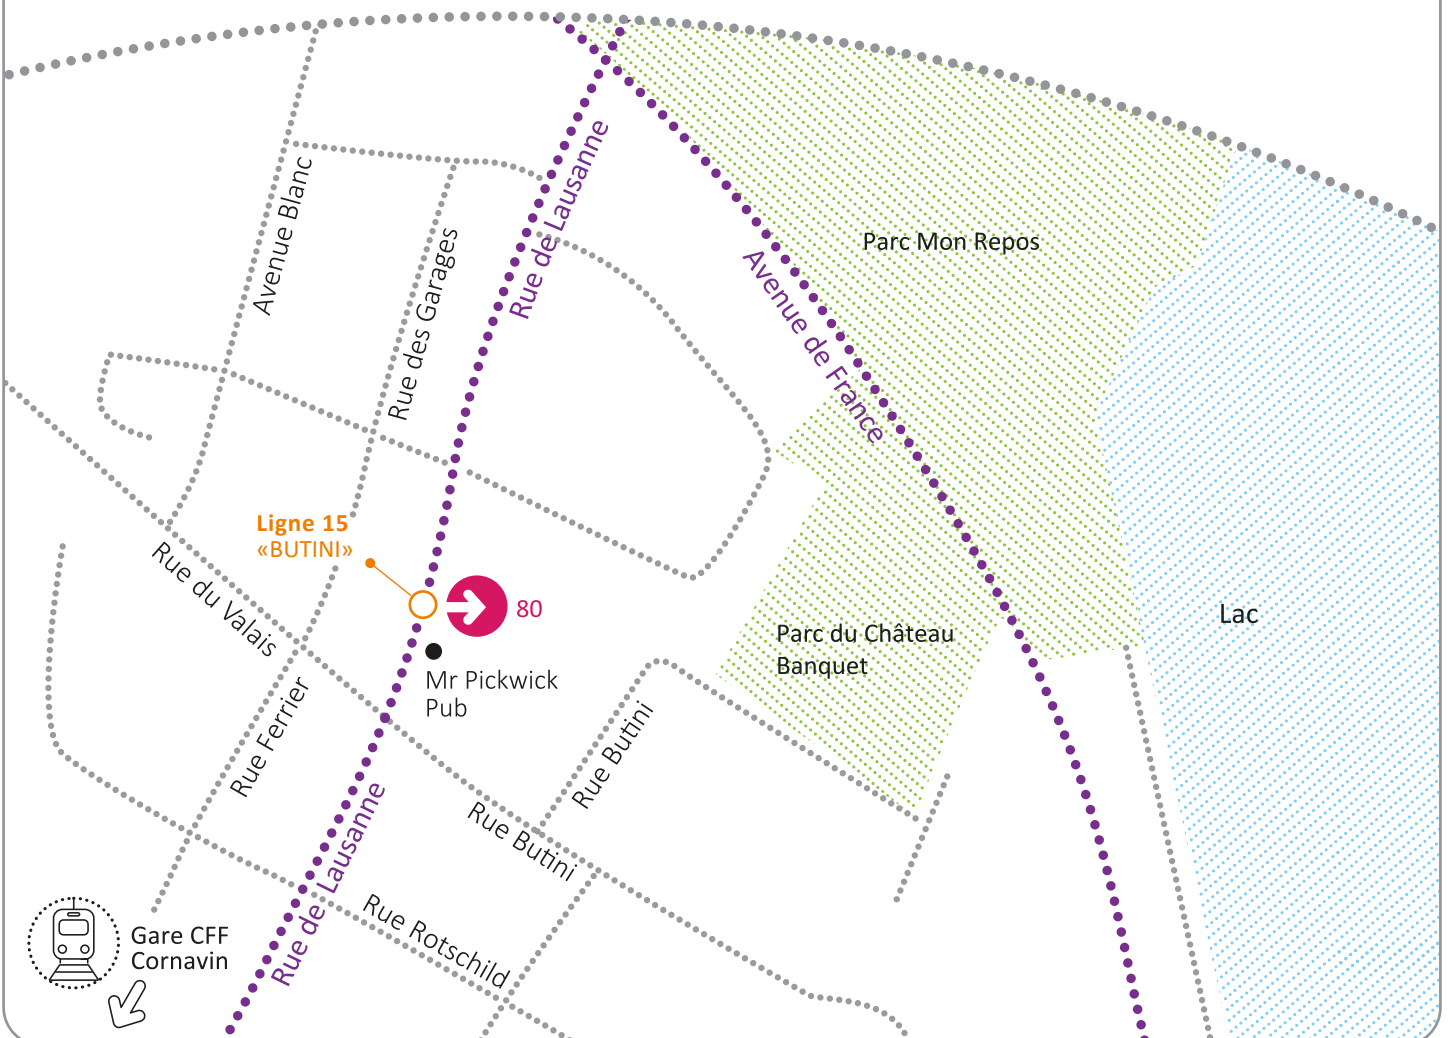 Rue de Lausanne
Avenue Blanc
Rue des Garages
Parc Mon Repos
Avenue de France
Ligne 15
«BUTINI»
80
Rue du Valais
Mr Pickwick
Pub
Parc du Château
Banquet
Lac
Rue Ferrier
Rue Butini
Rue de Lausanne
Rue Butini
Rue Rotschild
Gare CFF
Cornavin